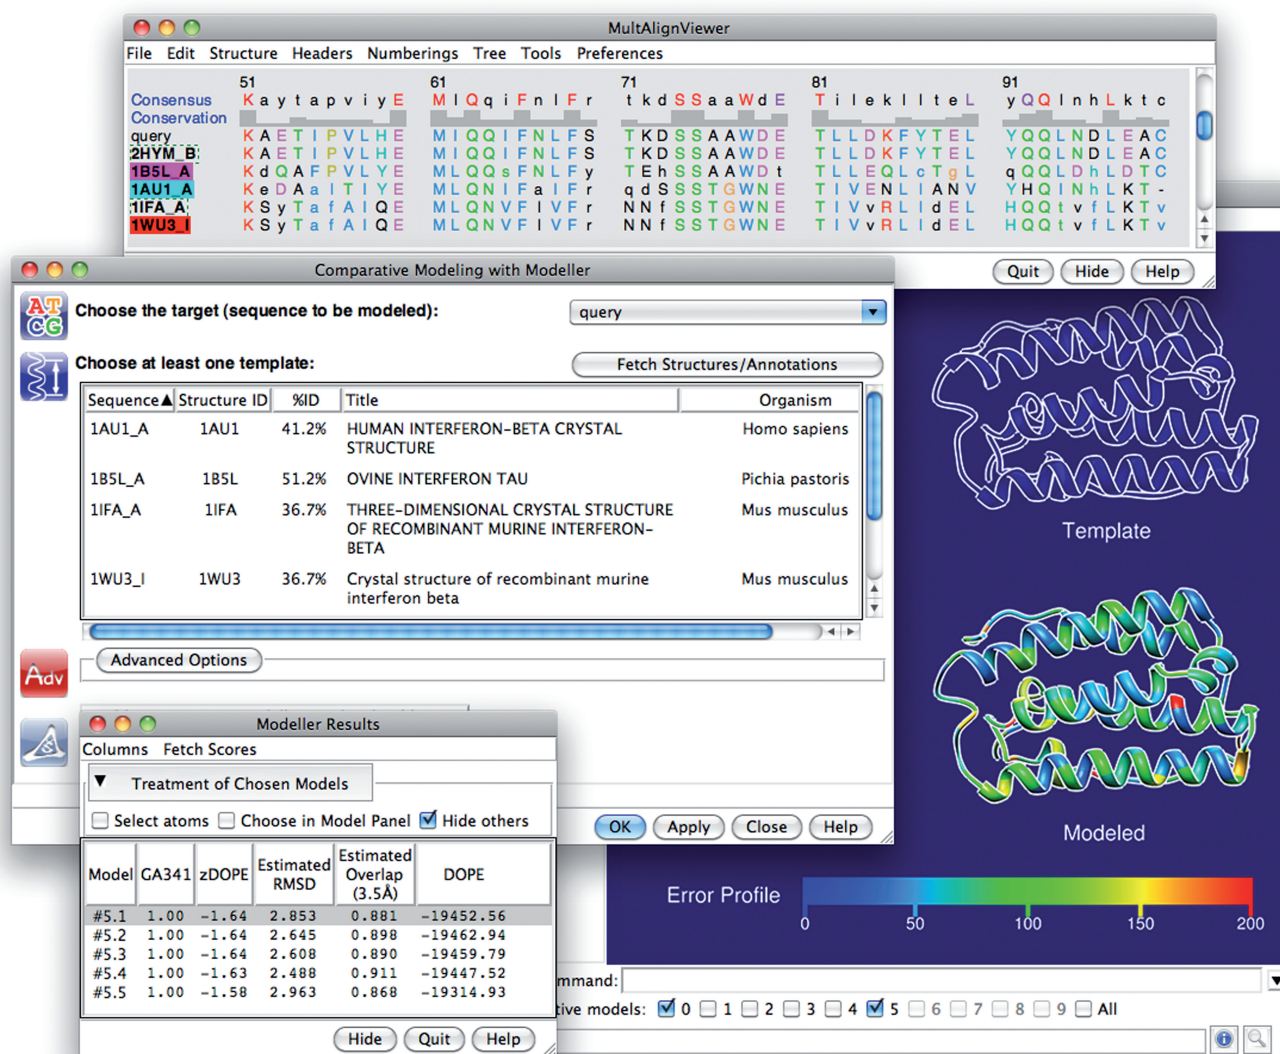 MultAlignViewer
File Edit Structure Headers Numberings Tree Tools Preferences
51 61 71 81 91
Consensus K a y t a p v i y E M l Q q i F n l F r t k d S S a a W d E T i l e k l l t e L y Q Q l n h L k t c
Conservation
query K A E T I P V L H E M I Q Q I F N L F S T K D S S A A W D E T L L D K F Y T E L Y Q Q L N D L E A C
2HYM_B K A E T I P V L H E M I Q Q I F N L F S T K D S S A A W D E T L L D K F Y T E L Y Q Q L N D L E A C
1B5L_A K d Q A F P V L Y E M L Q Q s F N L F y T E h S S A A W D t T L L E Q L c T g L q Q Q L D h L D T C
1AU1_A K e D A a I T I Y E M L Q N I F a I F r q d S S S T G W N E T I V E N L I A N V Y H Q I N h L K T -
1IFA_A K S y T a f A I Q E M L Q N V F I V F r N N f S S T G W N E T I V v R L I d E L H Q Q t v f L K T v
1WU3_I K S y T a f A I Q E M L Q N V F I V F r N N f S S T G W N E T I V v R L I d E L H Q Q t v f L K T v
Quit Hide Help
Comparative Modeling with Modeller
AT
CG
Choose the target (sequence to be modeled): query
Choose at least one template: Fetch Structures/Annotations
Sequence▲ Structure ID %ID Title Organism
1AU1_A 1AU1 41.2% HUMAN INTERFERON-BETA CRYSTAL Homo sapiens
STRUCTURE
1B5L_A 1B5L 51.2% OVINE INTERFERON TAU Pichia pastoris
1IFA_A 1IFA 36.7% THREE-DIMENSIONAL CRYSTAL STRUCTURE Mus musculus
OF RECOMBINANT MURINE INTERFERON-
BETA
1WU3_I 1WU3 36.7% Crystal structure of recombinant murine Mus musculus
interferon beta
Adv
Advanced Options
OK Apply Close Help
Modeller Results
Columns Fetch Scores
▼ Treatment of Chosen Models
Select atoms Choose in Model Panel Hide others
Model GA341 zDOPE Estimated RMSD Estimated Overlap (3.5Å) DOPE
#5.1 1.00 -1.64 2.853 0.881 -19452.56
#5.2 1.00 -1.64 2.645 0.898 -19462.94
#5.3 1.00 -1.64 2.608 0.890 -19459.79
#5.4 1.00 -1.63 2.488 0.911 -19447.52
#5.5 1.00 -1.58 2.963 0.868 -19314.93
Hide Quit Help
Template
Modeled
Error Profile
0 50 100 150 200
mmand:
tive models: 0 1 2 3 4 5 6 7 8 9 All